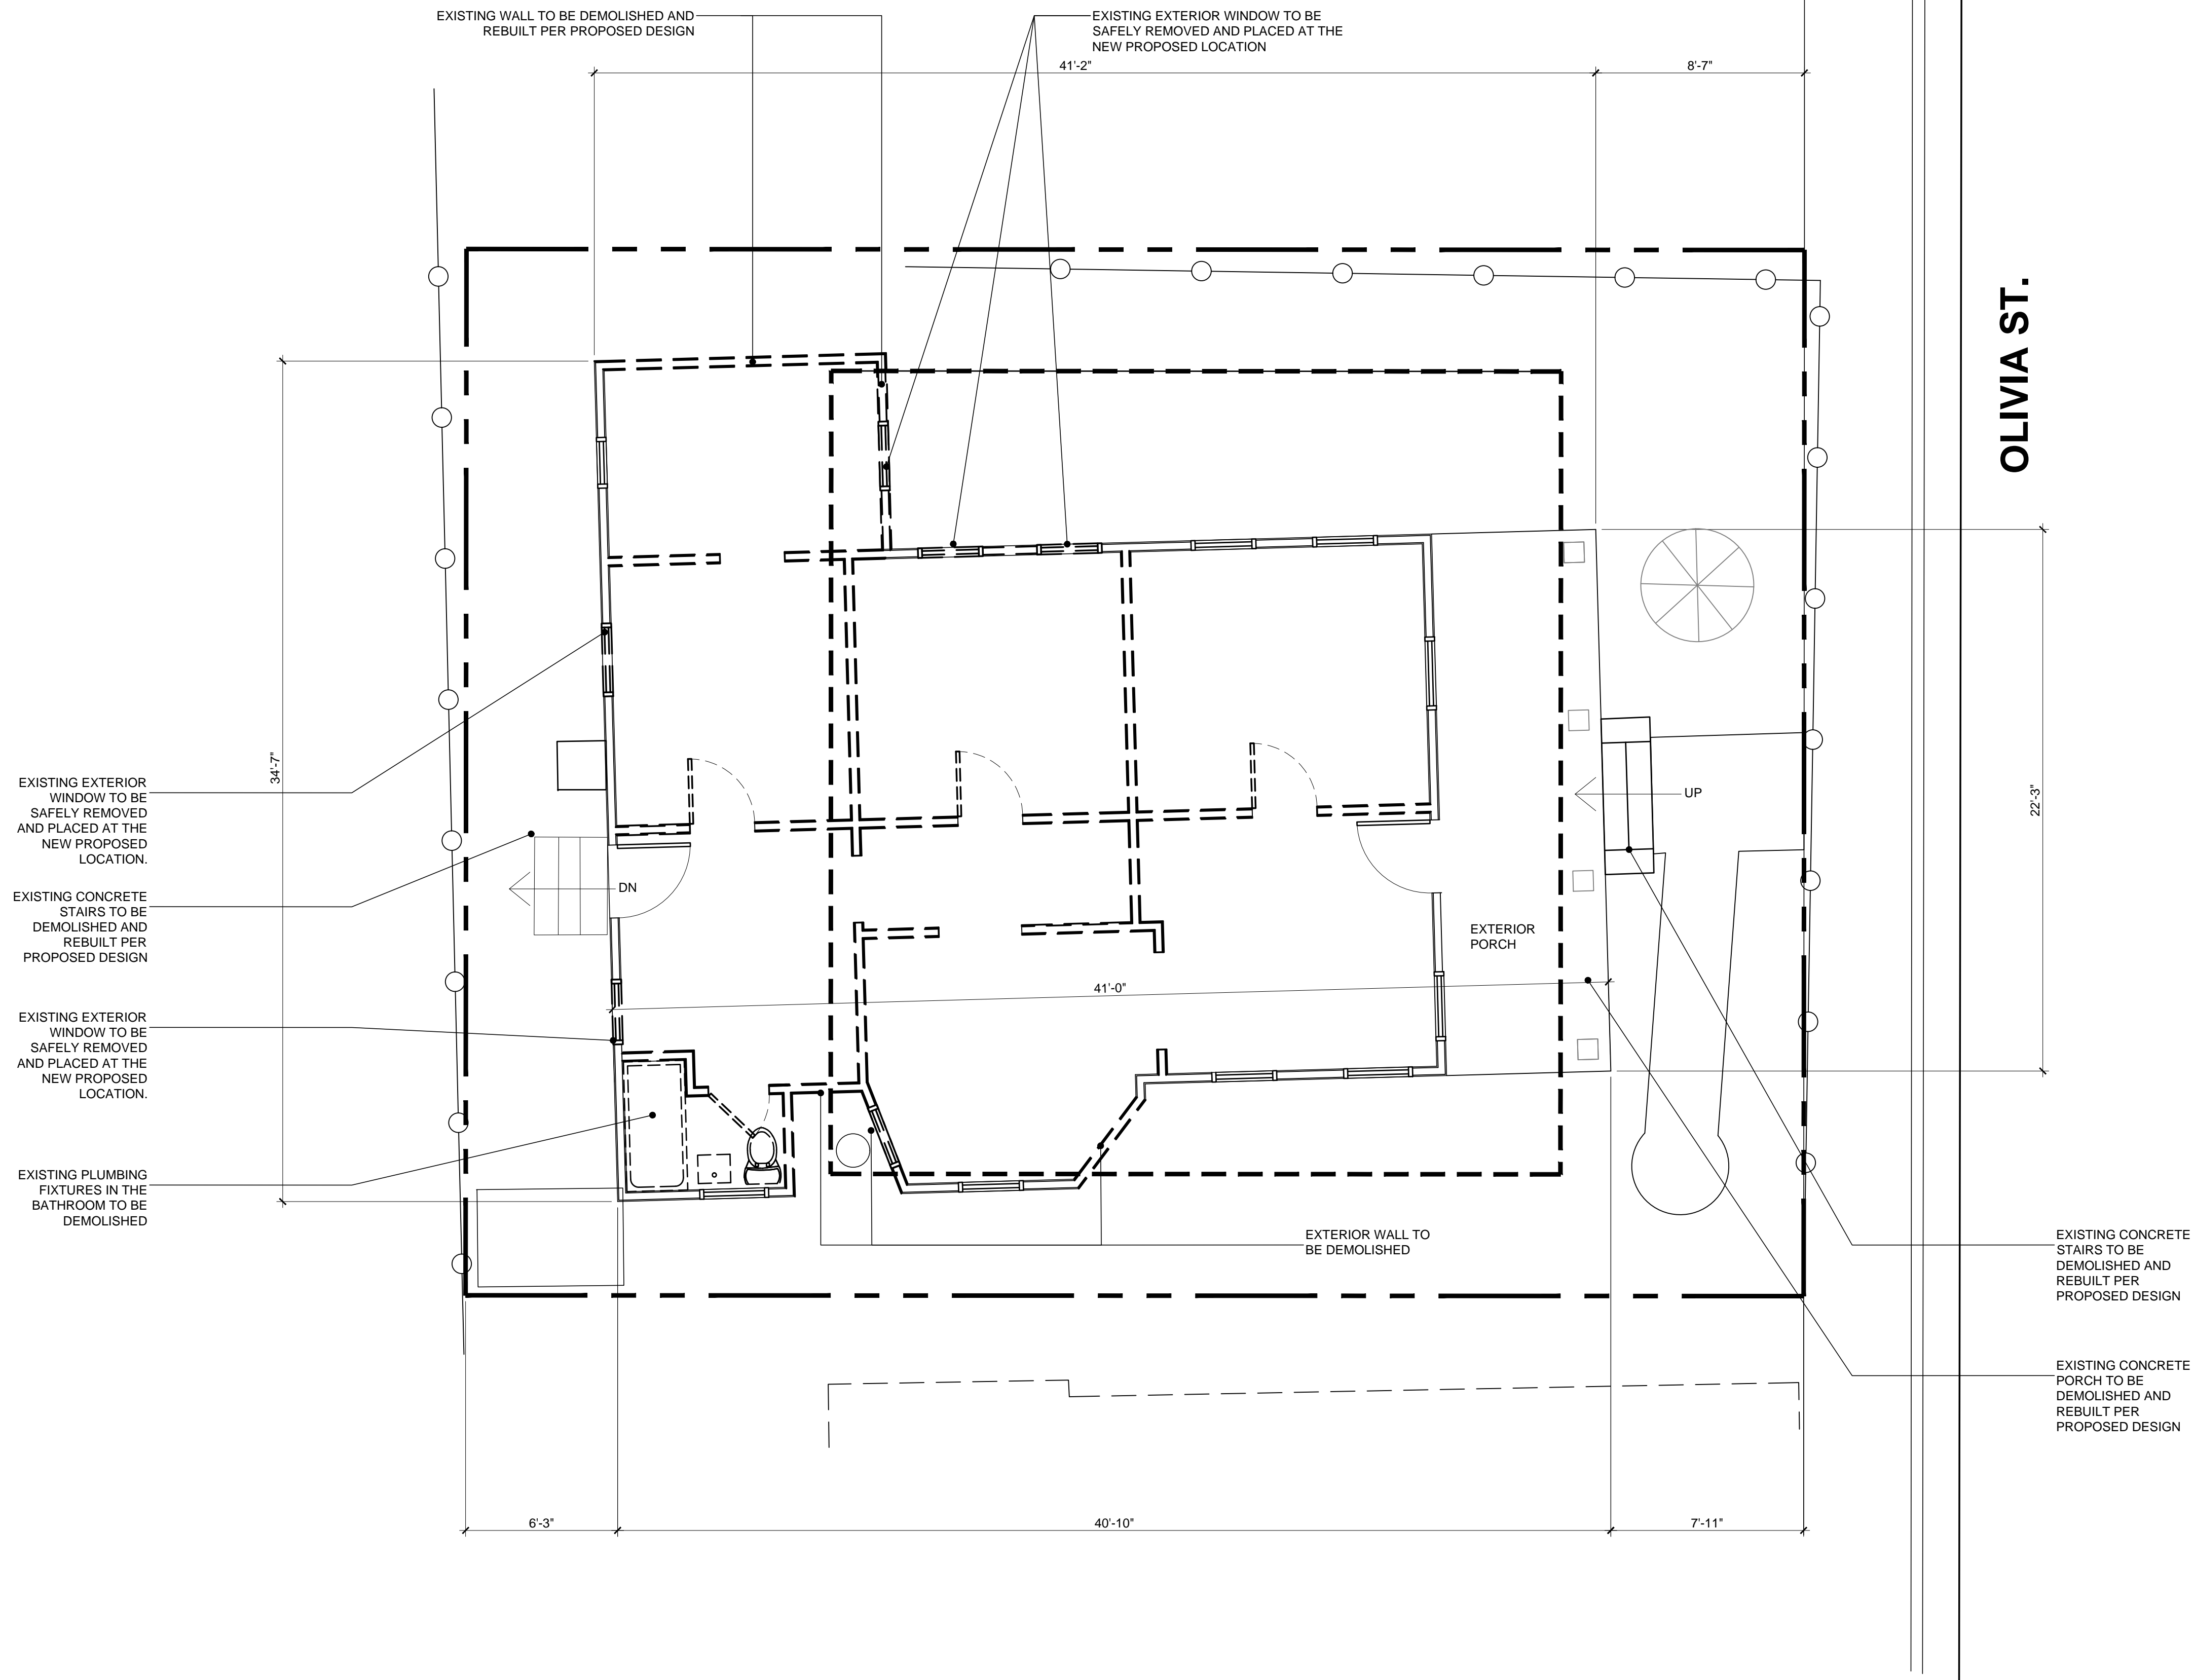 EXISTING WALL TO BE DEMOLISHED AND
REBUILT PER PROPOSED DESIGN
EXISTING EXTERIOR WINDOW TO BE
SAFELY REMOVED AND PLACED AT THE
NEW PROPOSED LOCATION
41'-2"
8'-7"
OLIVIA ST.
34'-7"
22'-3"
EXISTING EXTERIOR
WINDOW TO BE
SAFELY REMOVED
AND PLACED AT THE
NEW PROPOSED
LOCATION.
UP
EXISTING CONCRETE
STAIRS TO BE
DEMOLISHED AND
REBUILT PER
PROPOSED DESIGN
DN
EXTERIOR
PORCH
41'-0"
EXISTING EXTERIOR
WINDOW TO BE
SAFELY REMOVED
AND PLACED AT THE
NEW PROPOSED
LOCATION.
EXISTING PLUMBING
FIXTURES IN THE
BATHROOM TO BE
DEMOLISHED
EXTERIOR WALL TO
BE DEMOLISHED
EXISTING CONCRETE
STAIRS TO BE
DEMOLISHED AND
REBUILT PER
PROPOSED DESIGN
EXISTING CONCRETE
PORCH TO BE
DEMOLISHED AND
REBUILT PER
PROPOSED DESIGN
6'-3"
40'-10"
7'-11"